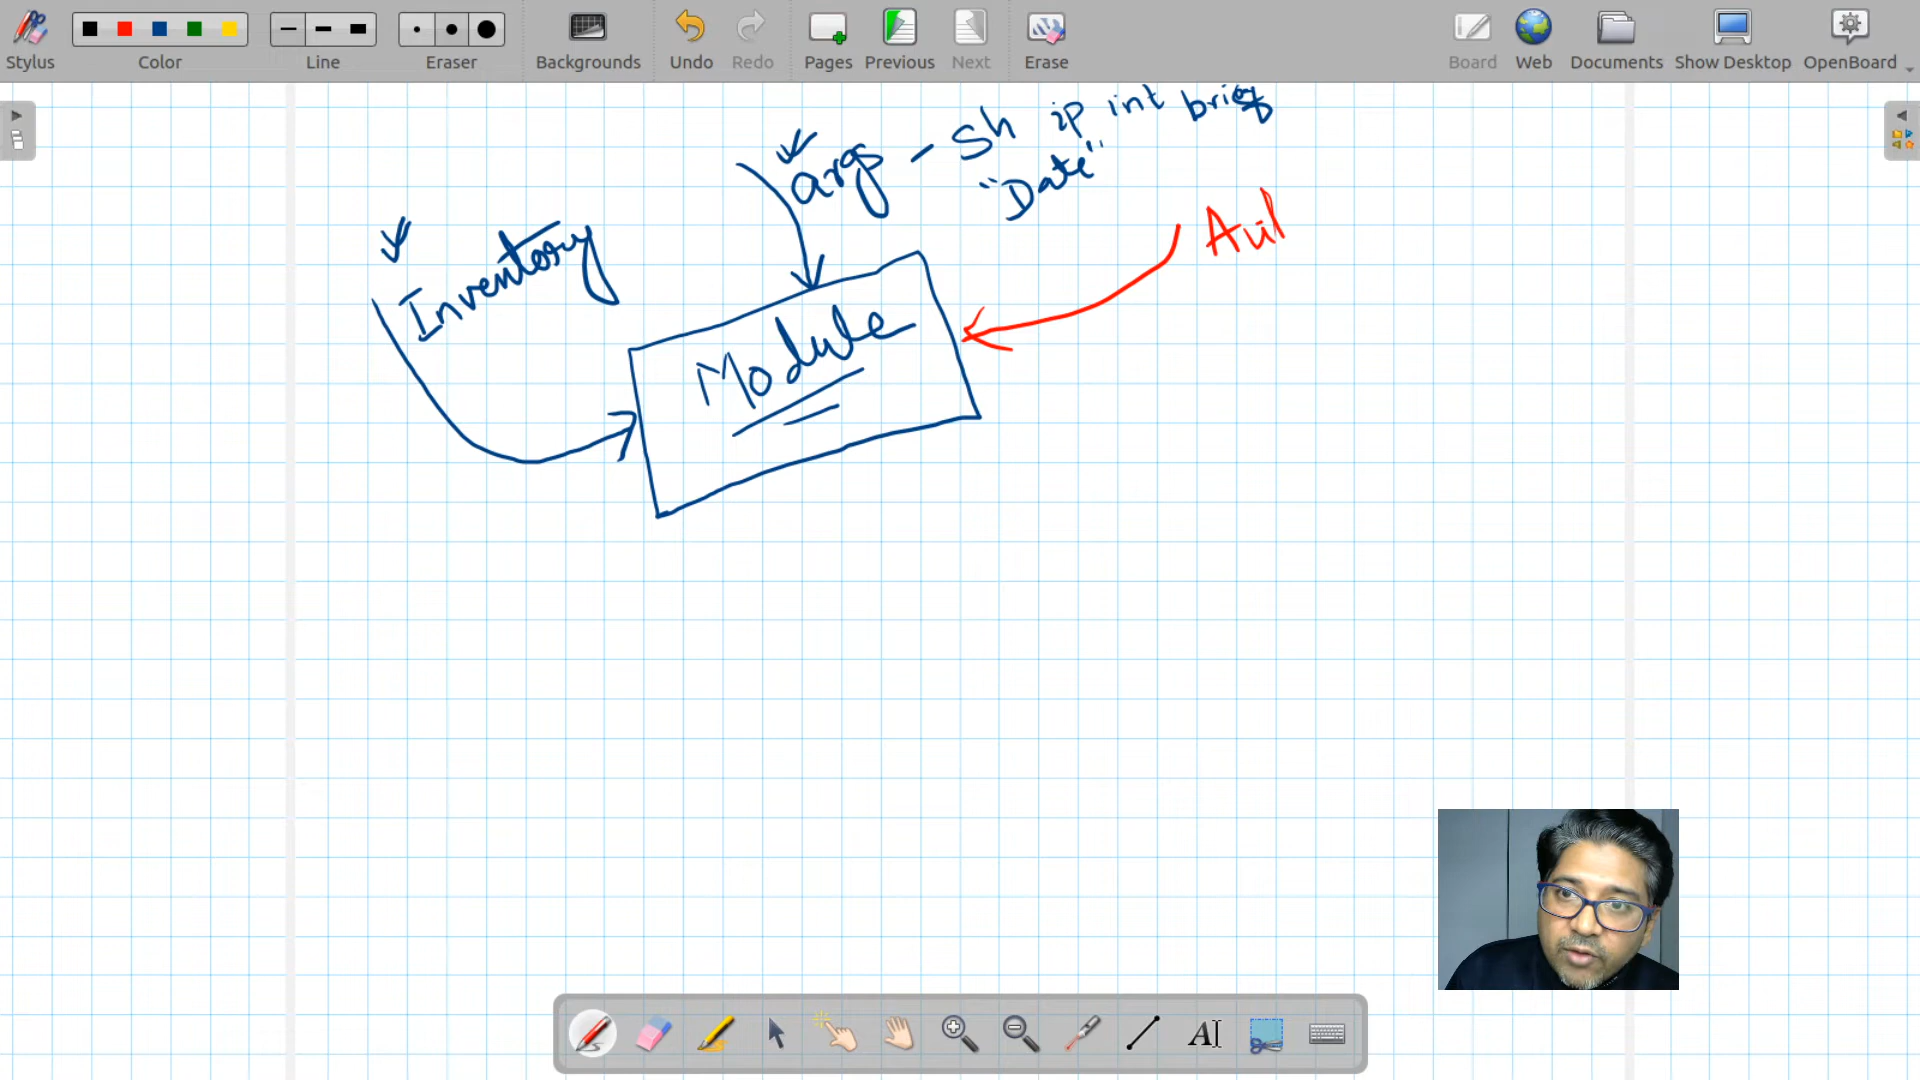 Stylus
Color
Line
Eraser
Backgrounds
Undo
Redo
Pages
Previous
Next
Erase
Board
Web
Documents
Show Desktop
OpenBoard
args - Sh ip int brief
"Date"
Inventory
Module